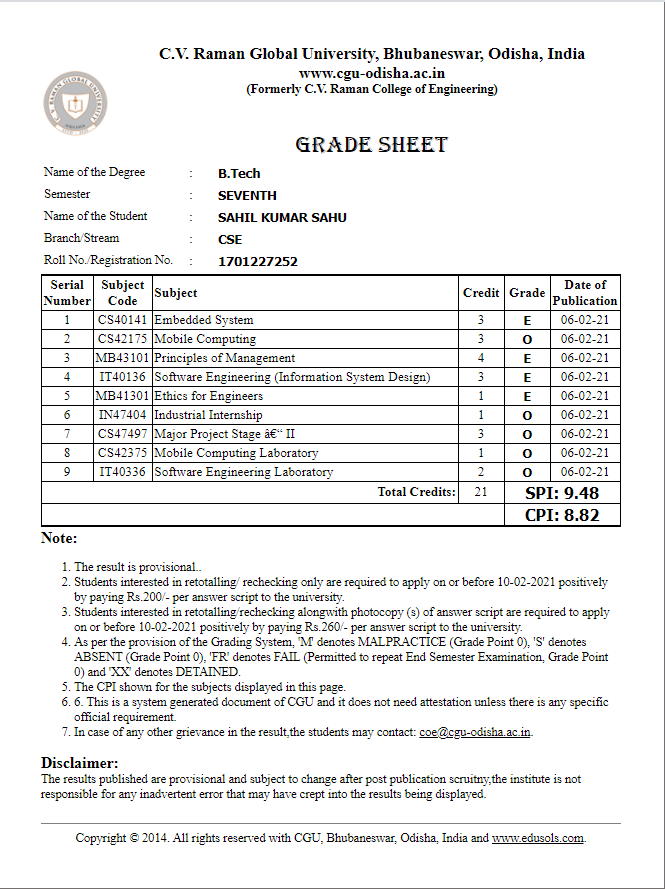 C.V. Raman Global University, Bhubaneswar, Odisha, India
www.cgu-odisha.ac.in
(Formerly C.V. Raman College of Engineering)
C. V. RAMAN GLOBAL UNIVERSITY
GRADE SHEET
Name of the Degree : B.Tech
Semester : SEVENTH
Name of the Student : SAHIL KUMAR SAHU
Branch/Stream : CSE
Roll No./Registration No. : 1701227252
Serial Number Subject Code Subject Credit Grade Date of Publication
1 CS40141 Embedded System 3 E 06-02-21
2 CS42175 Mobile Computing 3 O 06-02-21
3 MB43101 Principles of Management 4 E 06-02-21
4 IT40136 Software Engineering (Information System Design) 3 E 06-02-21
5 MB41301 Ethics for Engineers 1 E 06-02-21
6 IN47404 Industrial Internship 1 O 06-02-21
7 CS47497 Major Project Stage â€“ II 3 O 06-02-21
8 CS42375 Mobile Computing Laboratory 1 O 06-02-21
9 IT40336 Software Engineering Laboratory 2 O 06-02-21
Total Credits: 21 SPI: 9.48
CPI: 8.82
Note:
1. The result is provisional..
2. Students interested in retotalling/ rechecking only are required to apply on or before 10-02-2021 positively
by paying Rs.200/- per answer script to the university.
3. Students interested in retotalling/rechecking alongwith photocopy (s) of answer script are required to apply
on or before 10-02-2021 positively by paying Rs.260/- per answer script to the university.
4. As per the provision of the Grading System, 'M' denotes MALPRACTICE (Grade Point 0), 'S' denotes
ABSENT (Grade Point 0), 'FR' denotes FAIL (Permitted to repeat End Semester Examination, Grade Point
0) and 'XX' denotes DETAINED.
5. The CPI shown for the subjects displayed in this page.
6. 6. This is a system generated document of CGU and it does not need attestation unless there is any specific
official requirement.
7. In case of any other grievance in the result,the students may contact: coe@cgu-odisha.ac.in.
Disclaimer:
The results published are provisional and subject to change after post publication scruitny,the institute is not
responsible for any inadvertent error that may have crept into the results being displayed.
Copyright © 2014. All rights reserved with CGU, Bhubaneswar, Odisha, India and www.edusols.com.